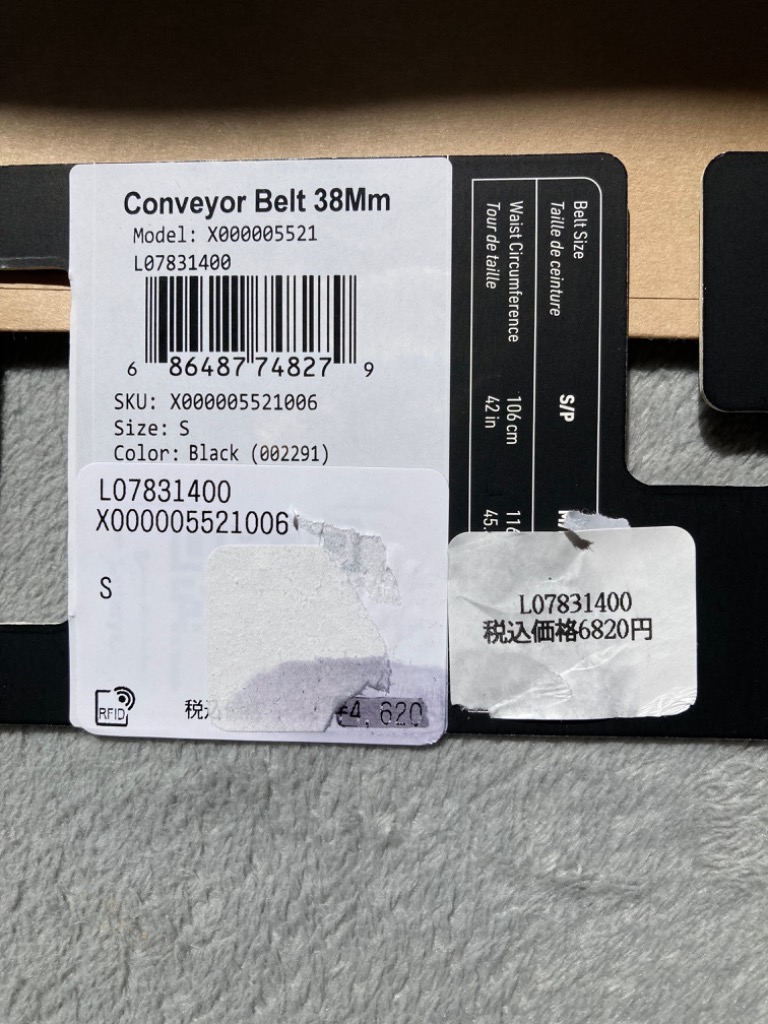 Conveyor Belt 38Mm
Model: X000005521
L07831400
6 86487 74827 9
SKU: X000005521006
Size: S
Color: Black (002291)
L07831400
X000005521006
S
RFID
税込
4,620
Belt Size
Taille de ceinture
S/P
Waist Circumference
Tour de taille
106 cm
42 in
L07831400
税込価格6820円